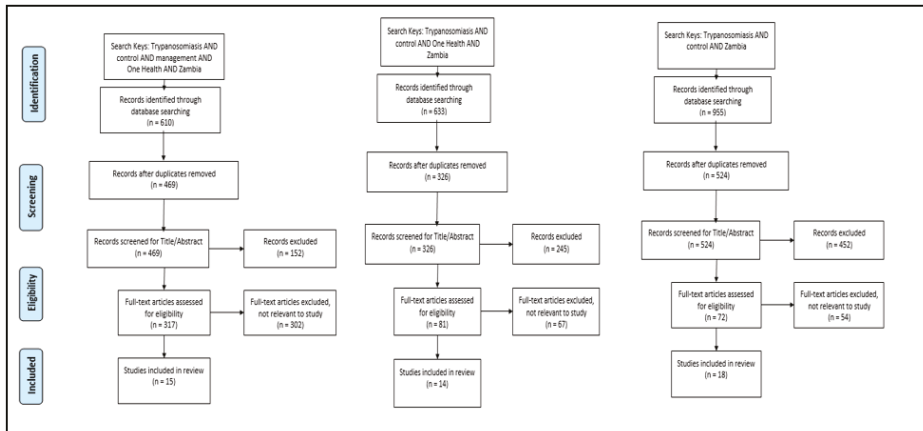 Identification
Screening
Eligibility
Included
Search Keys: Trypanosomiasis AND
control AND management AND
One Health AND Zambia
Records identified through
database searching
(n = 610)
Records after duplicates removed
(n = 469)
Records screened for Title/Abstract
(n = 469)
Records excluded
(n = 152)
Full-text articles assessed
for eligibility
(n = 317)
Full-text articles excluded,
not relevant to study
(n = 302)
Studies included in review
(n = 15)
Search Keys: Trypanosomiasis AND
control AND One Health AND
Zambia
Records identified through
database searching
(n = 633)
Records after duplicates removed
(n = 326)
Records screened for Title/Abstract
(n = 326)
Records excluded
(n = 245)
Full-text articles assessed
for eligibility
(n = 81)
Full-text articles excluded,
not relevant to study
(n = 67)
Studies included in review
(n = 14)
Search Keys: Trypanosomiasis AND
control AND Zambia
Records identified through
database searching
(n = 955)
Records after duplicates removed
(n = 524)
Records screened for Title/Abstract
(n = 524)
Records excluded
(n = 452)
Full-text articles assessed
for eligibility
(n = 72)
Full-text articles excluded,
not relevant to study
(n = 54)
Studies included in review
(n = 18)